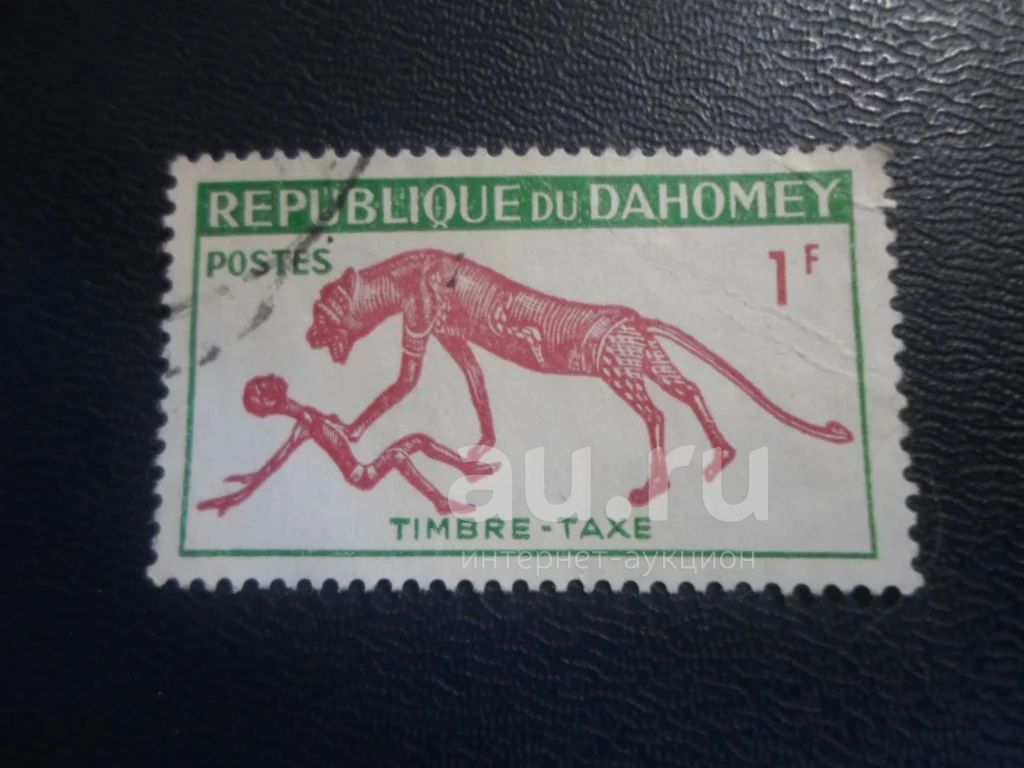 REPUBLIQUE DU DAHOMEY
POSTES
1F
TIMBRE-TAXE
au.ru
интернет-аукцион